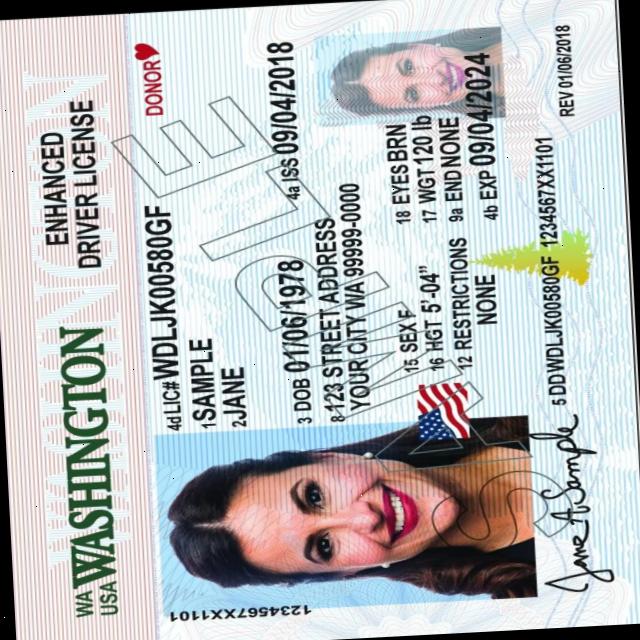 WA
USA
WASHINGTON
ENHANCED
DRIVER LICENSE
DONOR
4d LIC# WDLJK00580GF
1 SAMPLE
2 JANE
3 DOB 01/06/1978
4a ISS 09/04/2018
8 123 STREET ADDRESS
YOUR CITY WA 99999-0000
15 SEX F
18 EYES BRN
16 HGT 5'-04"
17 WGT 120 lb
12 RESTRICTIONS
NONE
9a END NONE
4b EXP 09/04/2024
5 DD WDLJK00580GF 1234567XX1101
REV 01/06/2018
Jane A Sample
1234567XX1101
SAMPLE